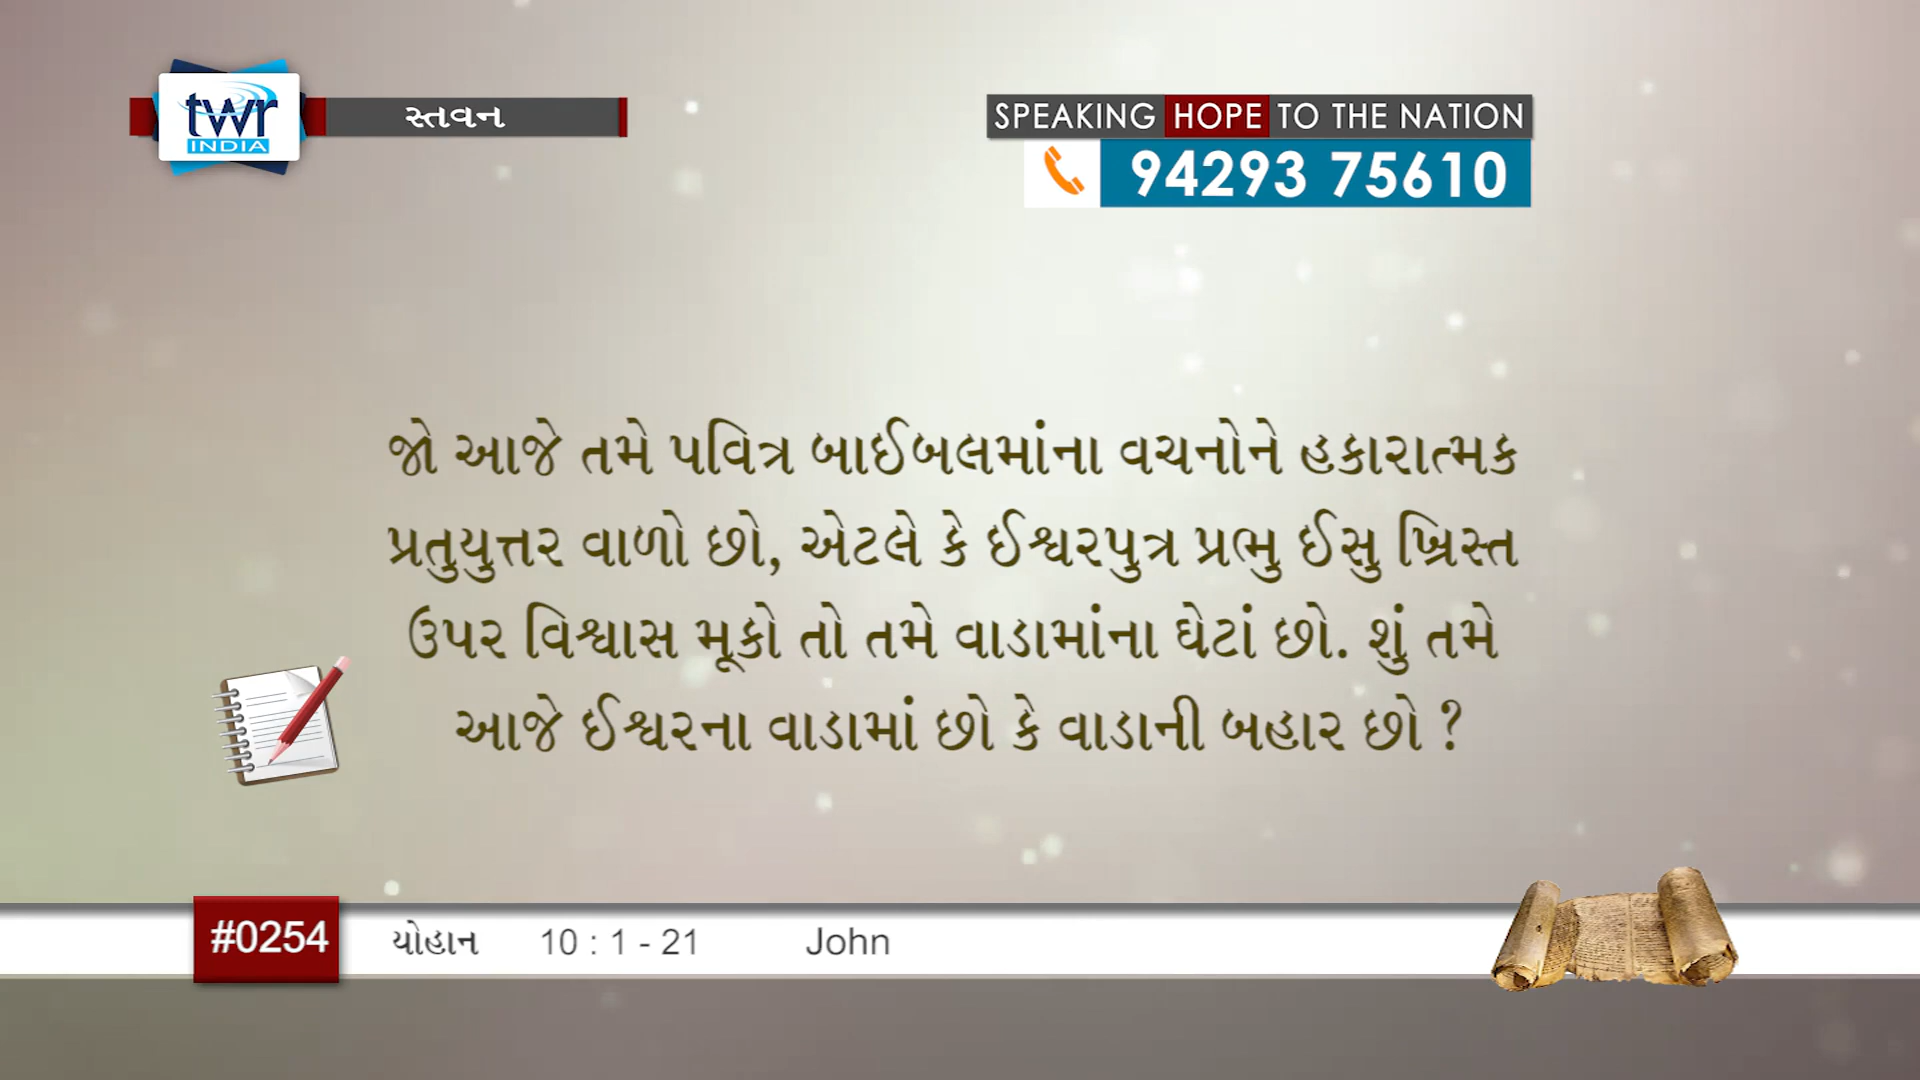 twr
INDIA
સ્તવન
SPEAKING HOPE TO THE NATION
94293 75610
જો આજે તમે પવિત્ર બાઈબલમાંના વચનોને હકારાત્મક
પ્રતુયુત્તર વાળો છો, એટલે કે ઈશ્વરપુત્ર પ્રભુ ઈસુ ખ્રિસ્ત
ઉપર વિશ્વાસ મૂકો તો તમે વાડામાંના ઘેટાં છો. શું તમે
આજે ઈશ્વરના વાડામાં છો કે વાડાની બહાર છો ?
#0254 યોહાન 10 : 1 - 21 John